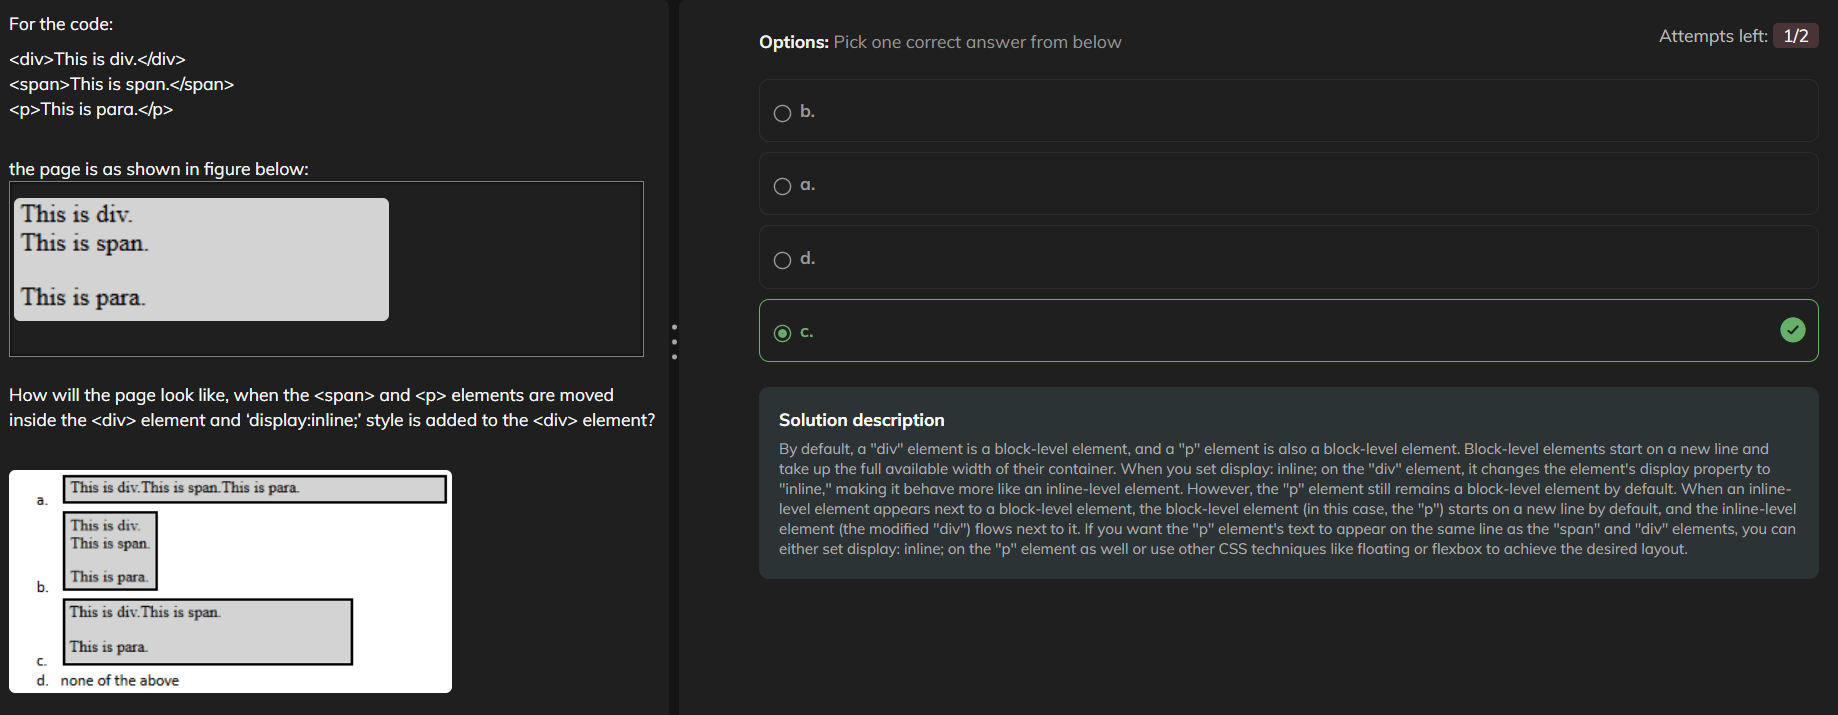 For the code:
<div>This is div.</div>
<span>This is span.</span>
<p>This is para.</p>
the page is as shown in figure below:
This is div.
This is span.
This is para.
How will the page look like, when the <span> and <p> elements are moved
inside the <div> element and ‘display:inline;’ style is added to the <div> element?
a. This is div.This is span.This is para.
This is div.
This is span.
This is para.
b.
This is div.This is span.
This is para.
c.
d. none of the above
Options: Pick one correct answer from below
Attempts left: 1/2
b.
a.
d.
c.
Solution description
By default, a "div" element is a block-level element, and a "p" element is also a block-level element. Block-level elements start on a new line and
take up the full available width of their container. When you set display: inline; on the "div" element, it changes the element's display property to
"inline," making it behave more like an inline-level element. However, the "p" element still remains a block-level element by default. When an inline-
level element appears next to a block-level element, the block-level element (in this case, the "p") starts on a new line by default, and the inline-level
element (the modified "div") flows next to it. If you want the "p" element's text to appear on the same line as the "span" and "div" elements, you can
either set display: inline; on the "p" element as well or use other CSS techniques like floating or flexbox to achieve the desired layout.